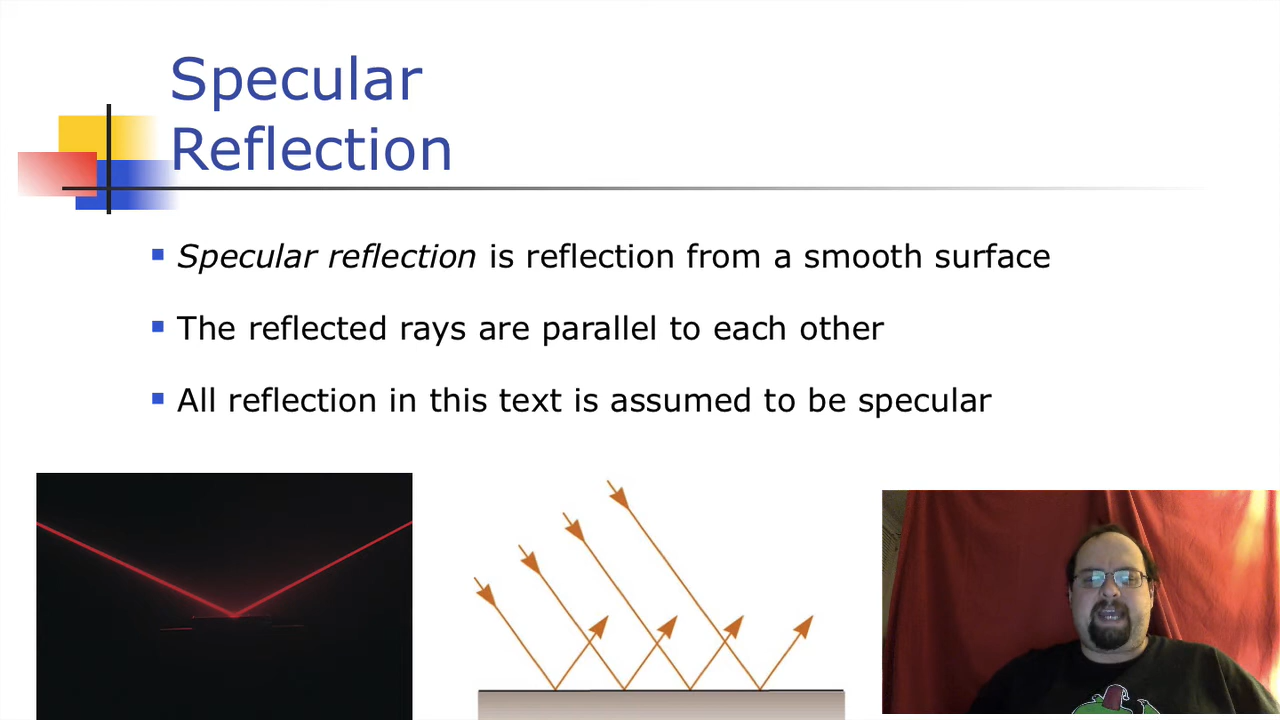 Specular
Reflection
Specular reflection is reflection from a smooth surface
The reflected rays are parallel to each other
All reflection in this text is assumed to be specular